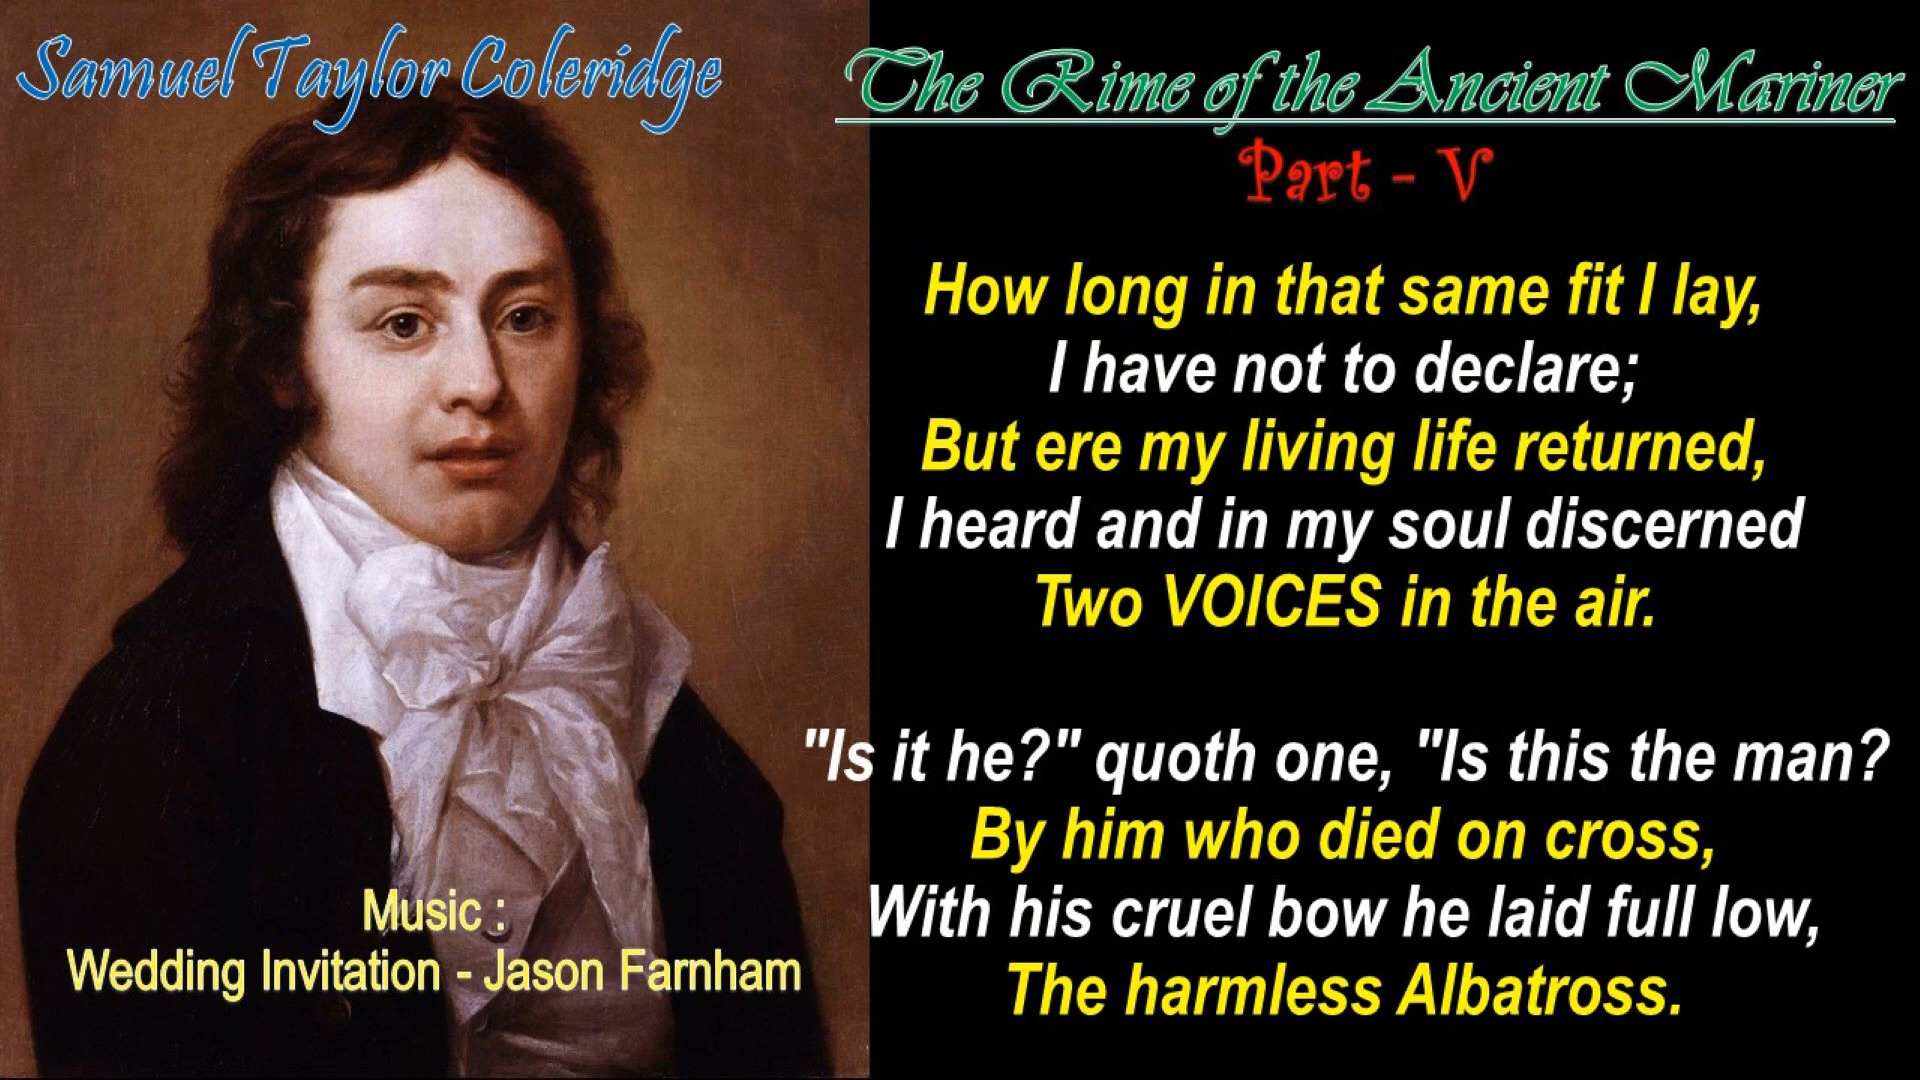 Samuel Taylor Coleridge
The Rime of the Ancient Mariner
Part - V
How long in that same fit I lay,
I have not to declare;
But ere my living life returned,
I heard and in my soul discerned
Two VOICES in the air.
"Is it he?" quoth one, "Is this the man?
By him who died on cross,
With his cruel bow he laid full low,
The harmless Albatross.
Music :
Wedding Invitation - Jason Farnham